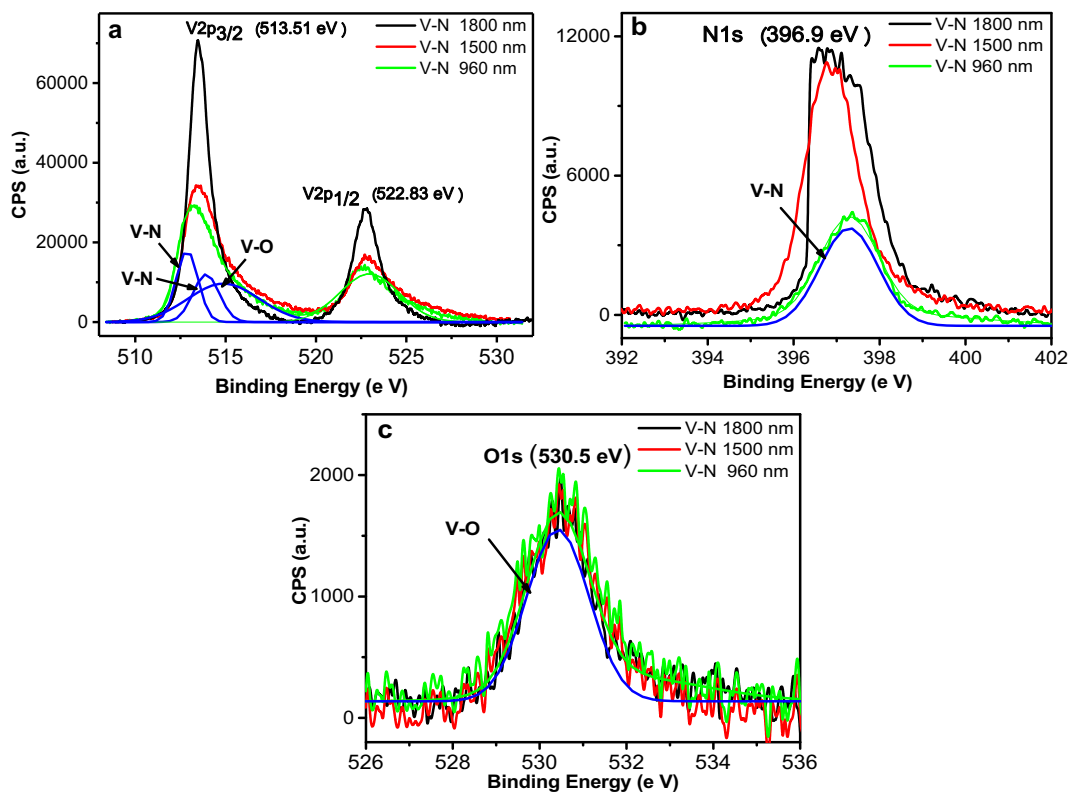 a
V2p3/2 (513.51 eV)
V-N 1800 nm
V-N 1500 nm
V-N 960 nm
V2p1/2 (522.83 eV)
V-N
V-N
V-O
60000
40000
20000
0
CPS (a.u.)
510 515 520 525 530
Binding Energy (e V)
b
N1s (396.9 eV)
V-N 1800 nm
V-N 1500 nm
V-N 960 nm
V-N
12000
6000
0
CPS (a.u.)
392 394 396 398 400 402
Binding Energy (e V)
c
O1s (530.5 eV)
V-N 1800 nm
V-N 1500 nm
V-N 960 nm
V-O
2000
1000
0
CPS (a.u.)
526 528 530 532 534 536
Binding Energy (e V)